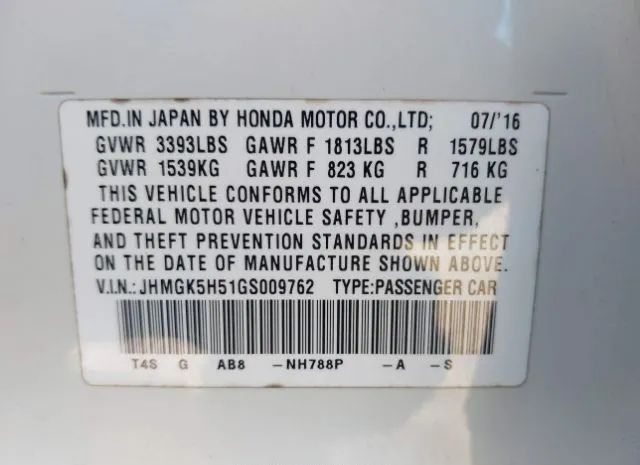 MFD.IN JAPAN BY HONDA MOTOR CO.,LTD; 07/'16
GVWR 3393LBS GAWR F 1813LBS R 1579LBS
GVWR 1539KG GAWR F 823 KG R 716 KG
THIS VEHICLE CONFORMS TO ALL APPLICABLE
FEDERAL MOTOR VEHICLE SAFETY ,BUMPER,
AND THEFT PREVENTION STANDARDS IN EFFECT
ON THE DATE OF MANUFACTURE SHOWN ABOVE.
V.I.N.:JHMGK5H51GS009762 TYPE:PASSENGER CAR
T4S G AB8 -NH788P -A -S